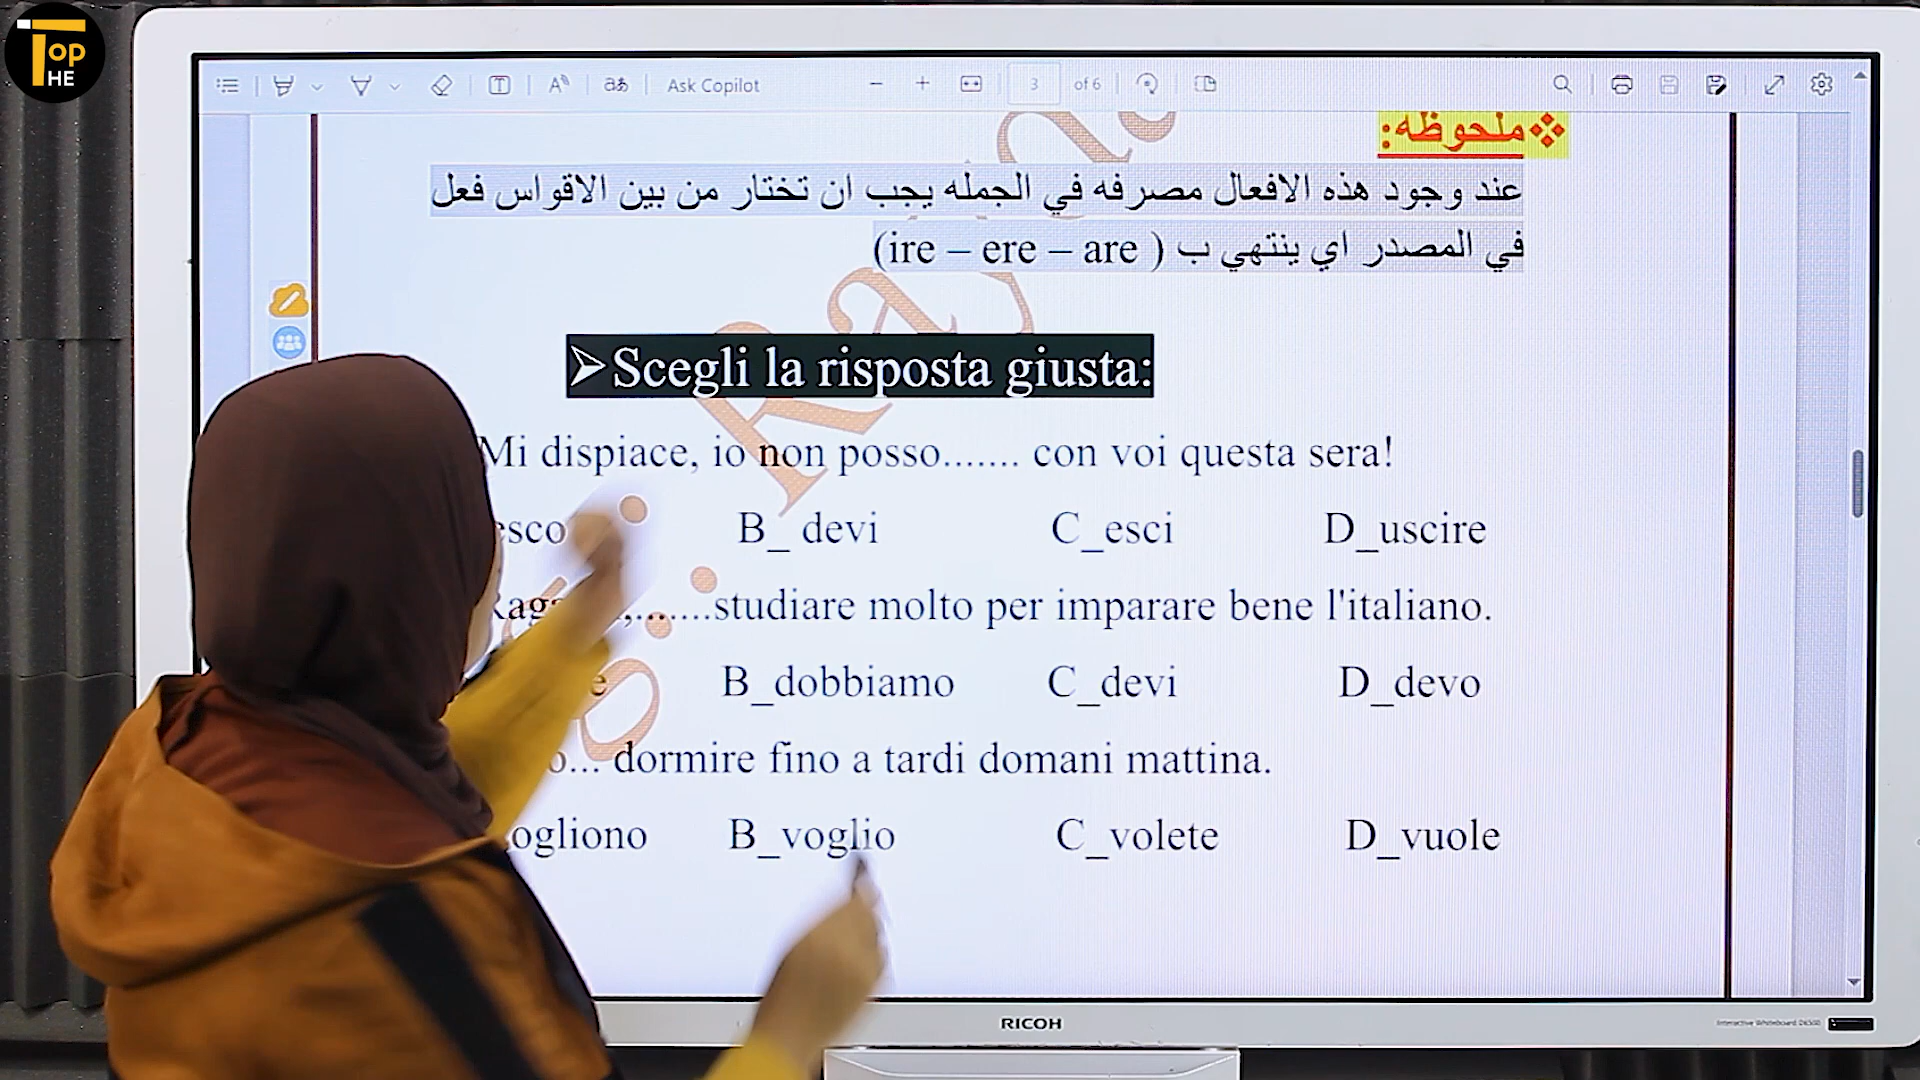 TOP
THE
Ask Copilot
3 of 6
ملحوظه:
عند وجود هذه الافعال مصرفه في الجمله يجب ان تختار من بين الاقواس فعل
في المصدر اي ينتهي ب ( ire – ere – are)
Scegli la risposta giusta:
Mi dispiace, io non posso....... con voi questa sera!
esco B_ devi C_esci D_uscire
.......studiare molto per imparare bene l'italiano.
B_dobbiamo C_devi D_devo
... dormire fino a tardi domani mattina.
ogliono B_voglio C_volete D_vuole
RICOH